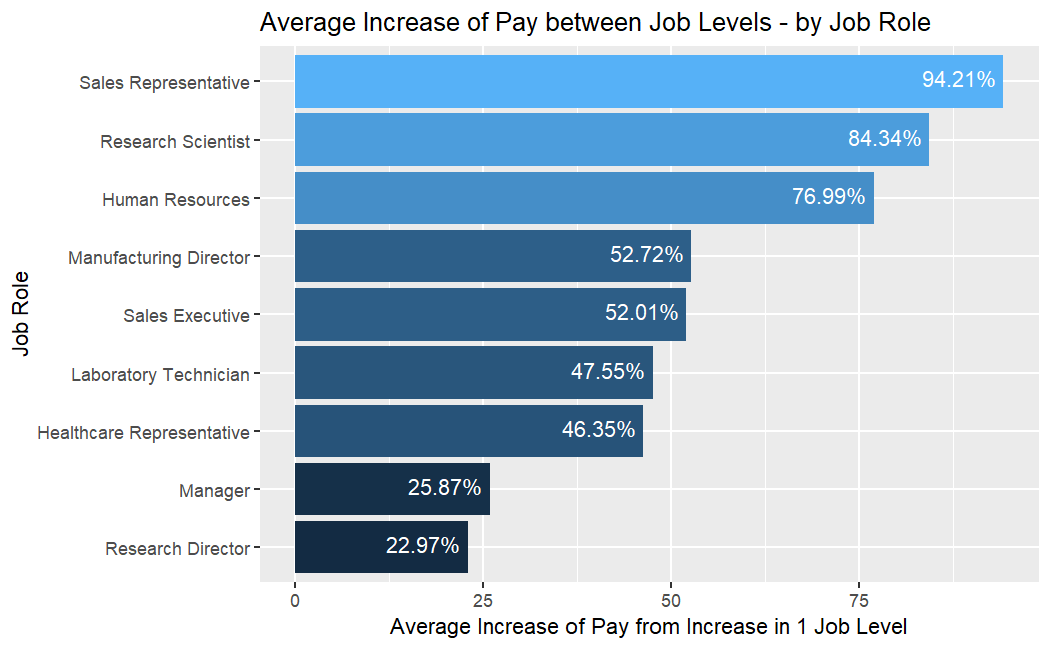 Average Increase of Pay between Job Levels - by Job Role
Job Role
Sales Representative 94.21%
Research Scientist 84.34%
Human Resources 76.99%
Manufacturing Director 52.72%
Sales Executive 52.01%
Laboratory Technician 47.55%
Healthcare Representative 46.35%
Manager 25.87%
Research Director 22.97%
0 25 50 75
Average Increase of Pay from Increase in 1 Job Level